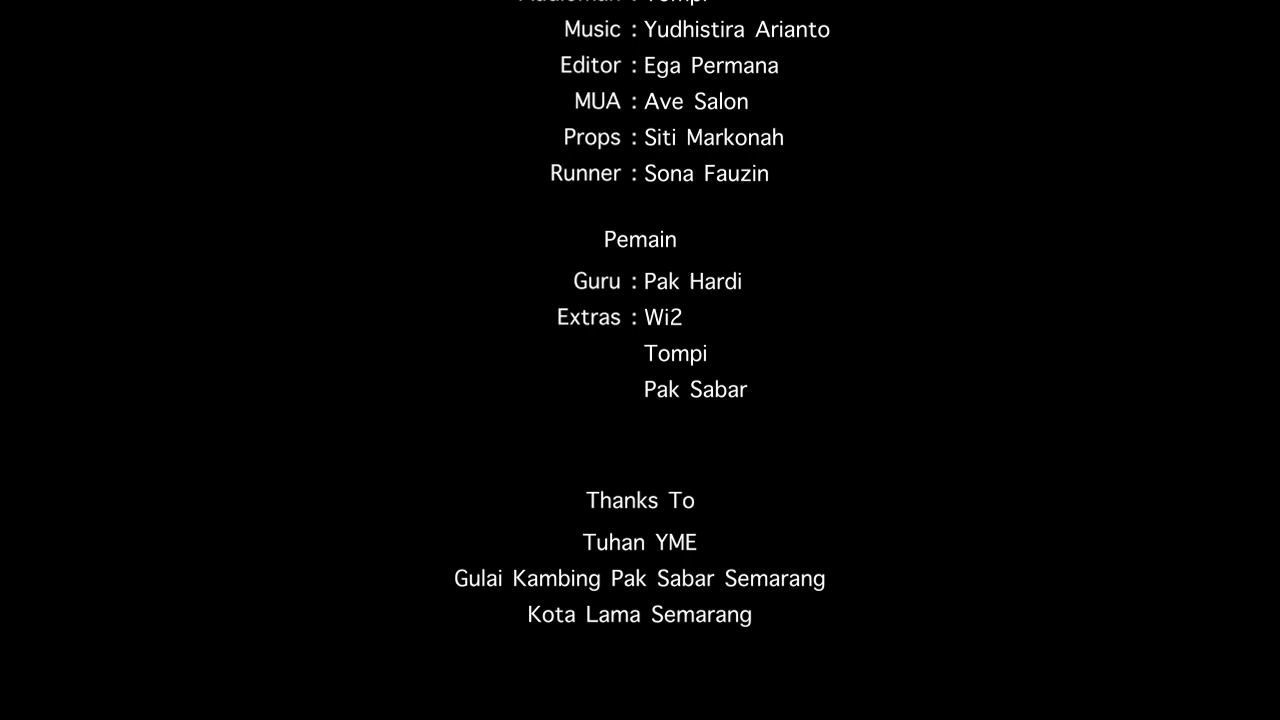 Music : Yudhistira Arianto
Editor : Ega Permana
MUA : Ave Salon
Props : Siti Markonah
Runner : Sona Fauzin
Pemain
Guru : Pak Hardi
Extras : Wi2
Tompi
Pak Sabar
Thanks To
Tuhan YME
Gulai Kambing Pak Sabar Semarang
Kota Lama Semarang